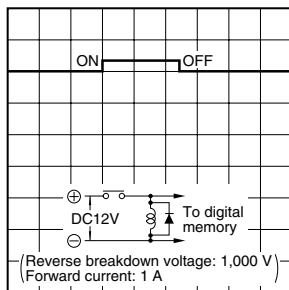 ON OFF
⊕
DC12V
⊖
To digital
memory
(Reverse breakdown voltage: 1,000 V
Forward current: 1 A)